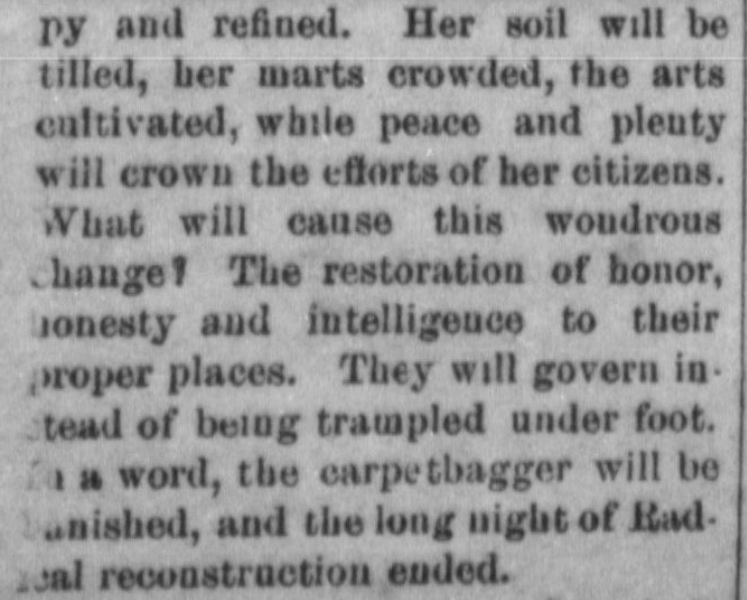 py and refined. Her soil will be
tilled, her marts crowded, the arts
cultivated, while peace and plenty
will crown the efforts of her citizens.
What will cause this wondrous
change? The restoration of honor,
honesty and intelligence to their
proper places. They will govern in-
stead of being trampled under foot.
In a word, the carpetbagger will be
banished, and the long night of Rad-
ical reconstruction ended.